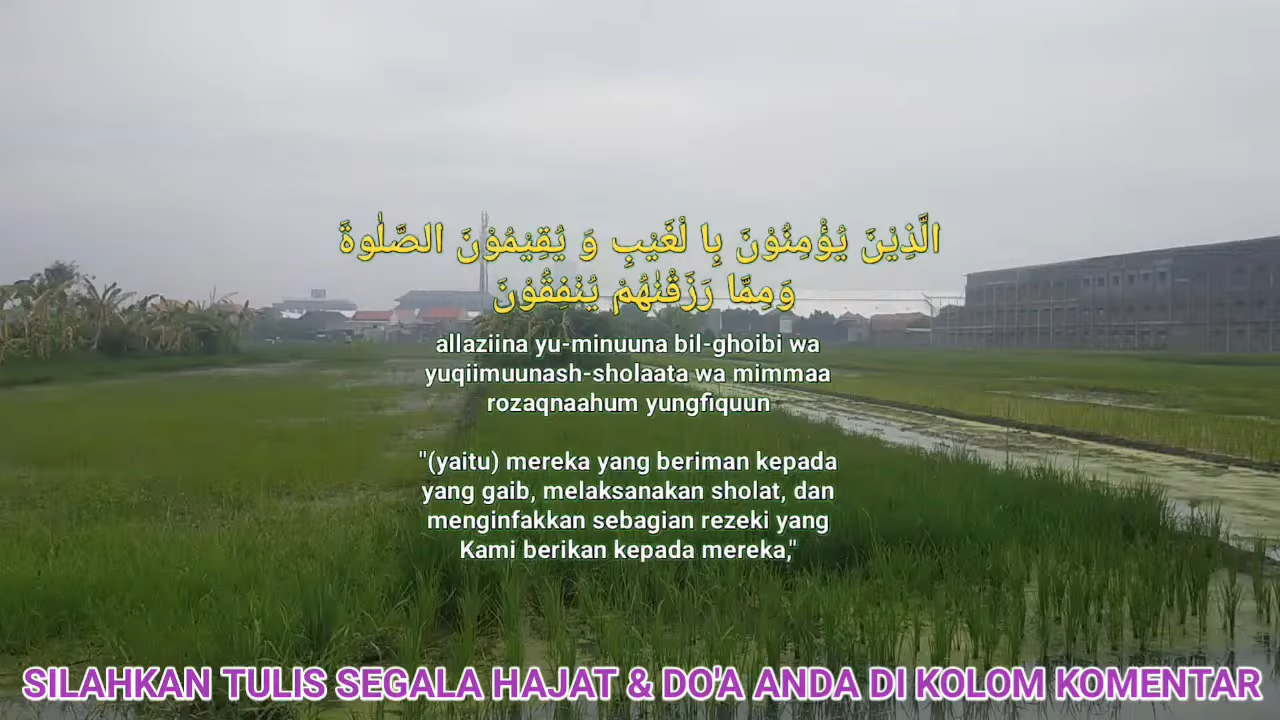 الَّذِيْنَ يُؤْمِنُوْنَ بِا لْغَيْبِ وَ يُقِيْمُوْنَ الصَّلٰوةَ
وَمِمَّا رَزَقْنٰهُمْ يُنْفِقُوْنَ
allaziina yu-minuuna bil-ghoibi wa
yuqiimuunash-sholaata wa mimmaa
rozaqnaahum yungfiquun
"(yaitu) mereka yang beriman kepada
yang gaib, melaksanakan sholat, dan
menginfakkan sebagian rezeki yang
Kami berikan kepada mereka,"
SILAHKAN TULIS SEGALA HAJAT & DO'A ANDA DI KOLOM KOMENTAR